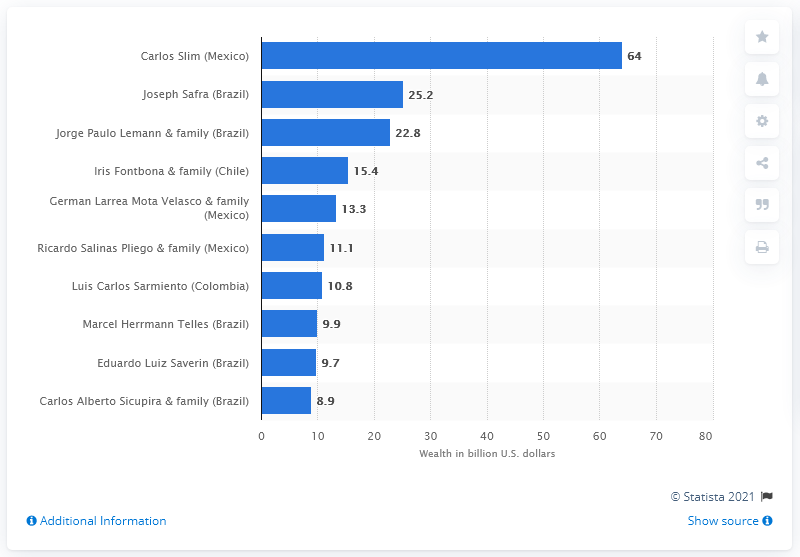 Carlos Slim (Mexico) 64
Joseph Safra (Brazil) 25.2
Jorge Paulo Lemann & family (Brazil) 22.8
Iris Fontbona & family (Chile) 15.4
German Larrea Mota Velasco & family
(Mexico) 13.3
Ricardo Salinas Pliego & family (Mexico) 11.1
Luis Carlos Sarmiento (Colombia) 10.8
Marcel Herrmann Telles (Brazil) 9.9
Eduardo Luiz Saverin (Brazil) 9.7
Carlos Alberto Sicupira & family (Brazil) 8.9
0 10 20 30 40 50 60 70 80
Wealth in billion U.S. dollars
© Statista 2021
Additional Information Show source